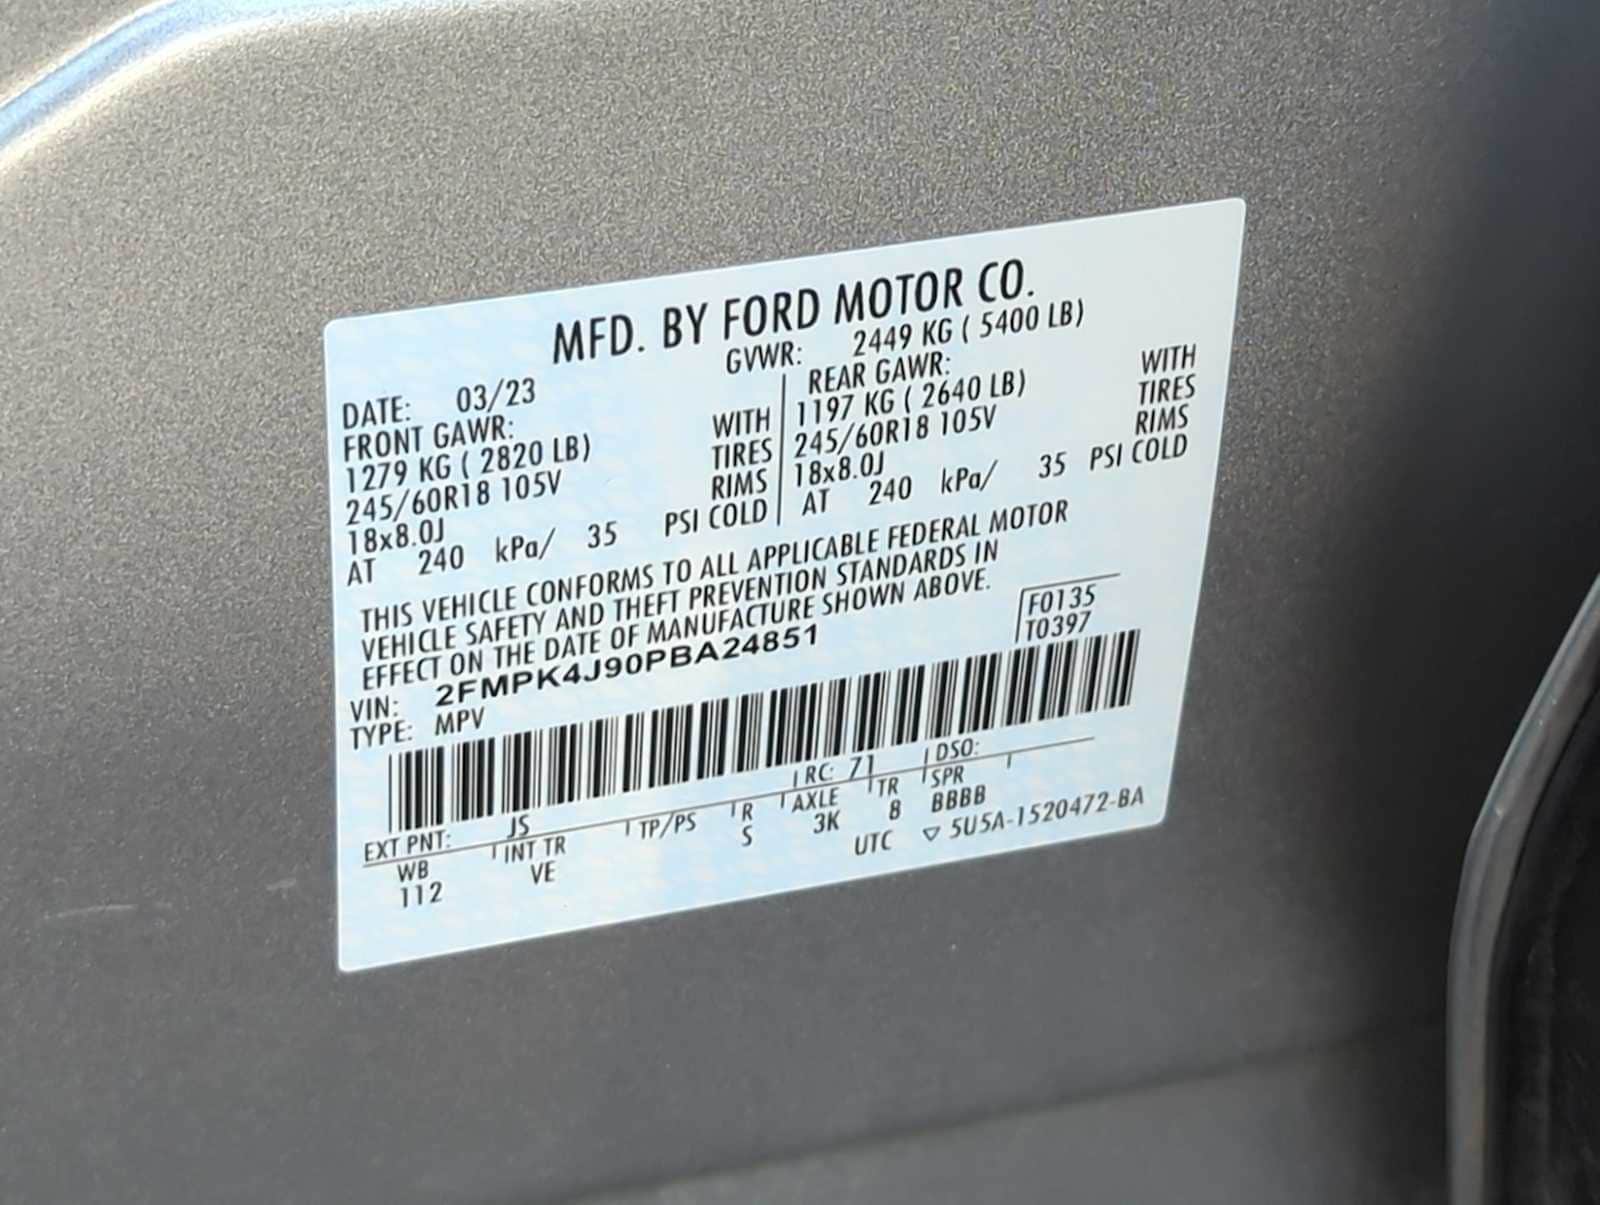 MFD. BY FORD MOTOR CO.
DATE: 03/23 GVWR: 2449 KG ( 5400 LB)
FRONT GAWR: REAR GAWR:
1279 KG ( 2820 LB) WITH 1197 KG ( 2640 LB) WITH
245/60R18 105V TIRES 245/60R18 105V TIRES
18x8.0J RIMS 18x8.0J RIMS
AT 240 kPa/ 35 PSI COLD AT 240 kPa/ 35 PSI COLD
THIS VEHICLE CONFORMS TO ALL APPLICABLE FEDERAL MOTOR
VEHICLE SAFETY AND THEFT PREVENTION STANDARDS IN
EFFECT ON THE DATE OF MANUFACTURE SHOWN ABOVE.
F0135
T0397
VIN: 2FMPK4J90PBA24851
TYPE: MPV
EXT PNT: JS RC: 71 DSO:
WB INT TR TP/PS R AXLE TR SPR
112 VE S 3K 8 BBBB
UTC ▽ 5U5A-1520472-BA